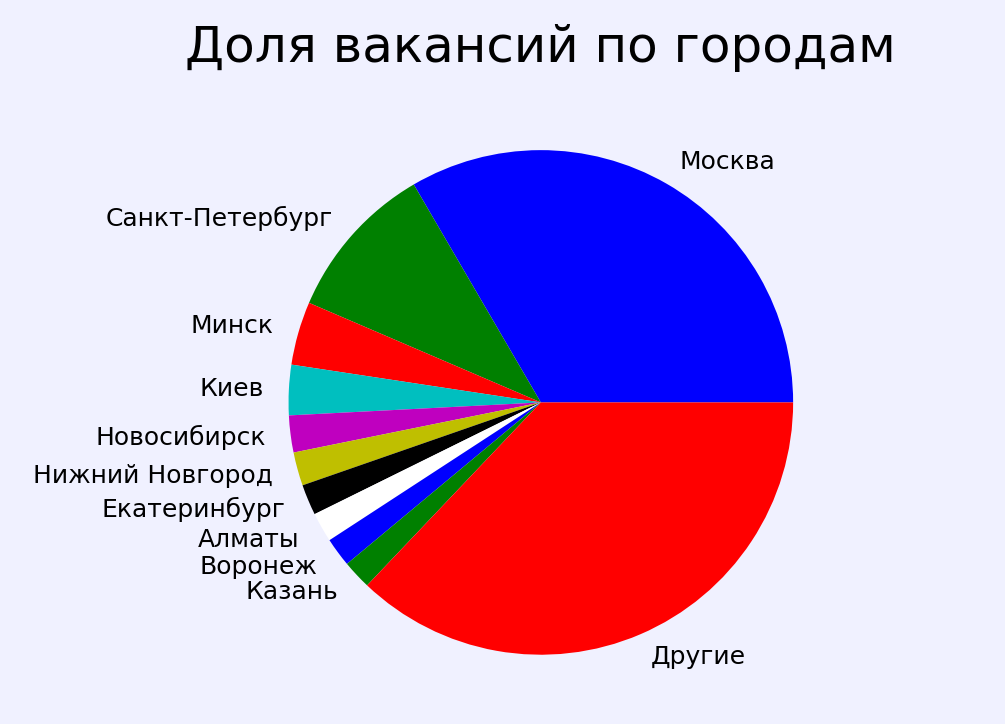 Доля вакансий по городам
Москва
Санкт-Петербург
Минск
Киев
Новосибирск
Нижний Новгород
Екатеринбург
Алматы
Воронеж
Казань
Другие